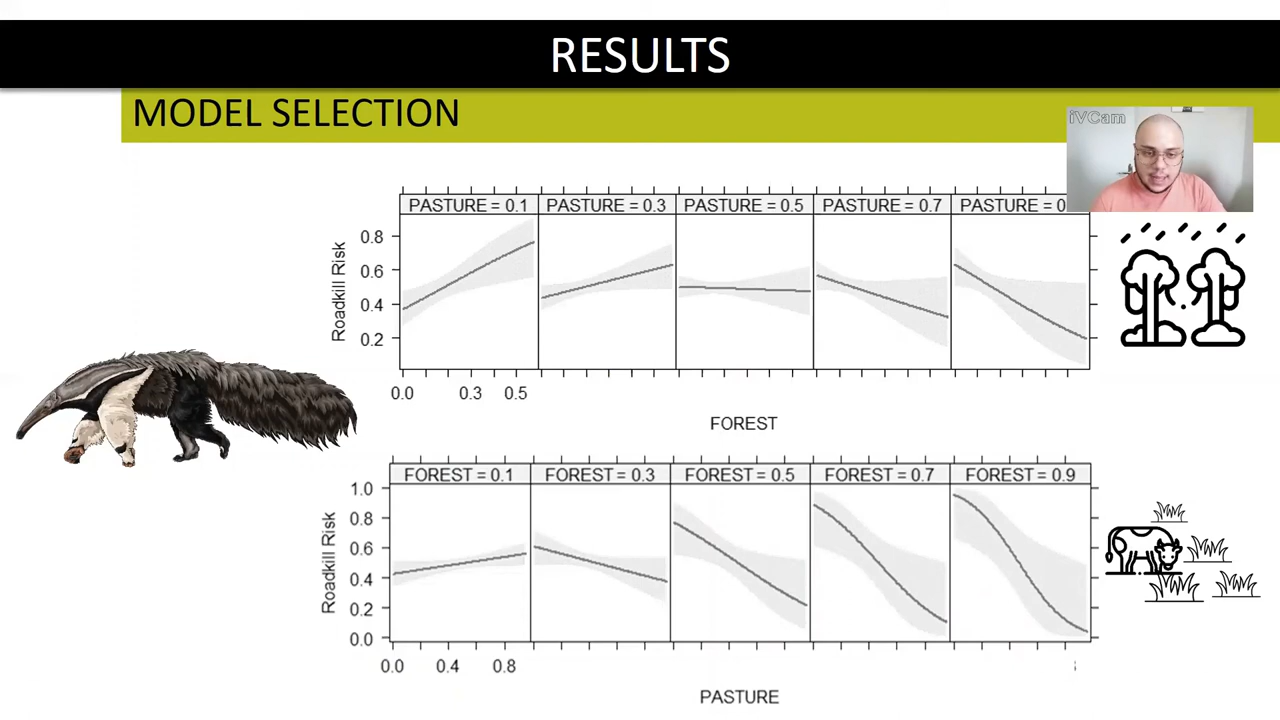 RESULTS
MODEL SELECTION
iVCam
PASTURE = 0.1 PASTURE = 0.3 PASTURE = 0.5 PASTURE = 0.7 PASTURE = 0
0.8
0.6
0.4
0.2
Roadkill Risk
0.0 0.3 0.5
FOREST
FOREST = 0.1 FOREST = 0.3 FOREST = 0.5 FOREST = 0.7 FOREST = 0.9
1.0
0.8
0.6
0.4
0.2
0.0
Roadkill Risk
0.0 0.4 0.8
PASTURE